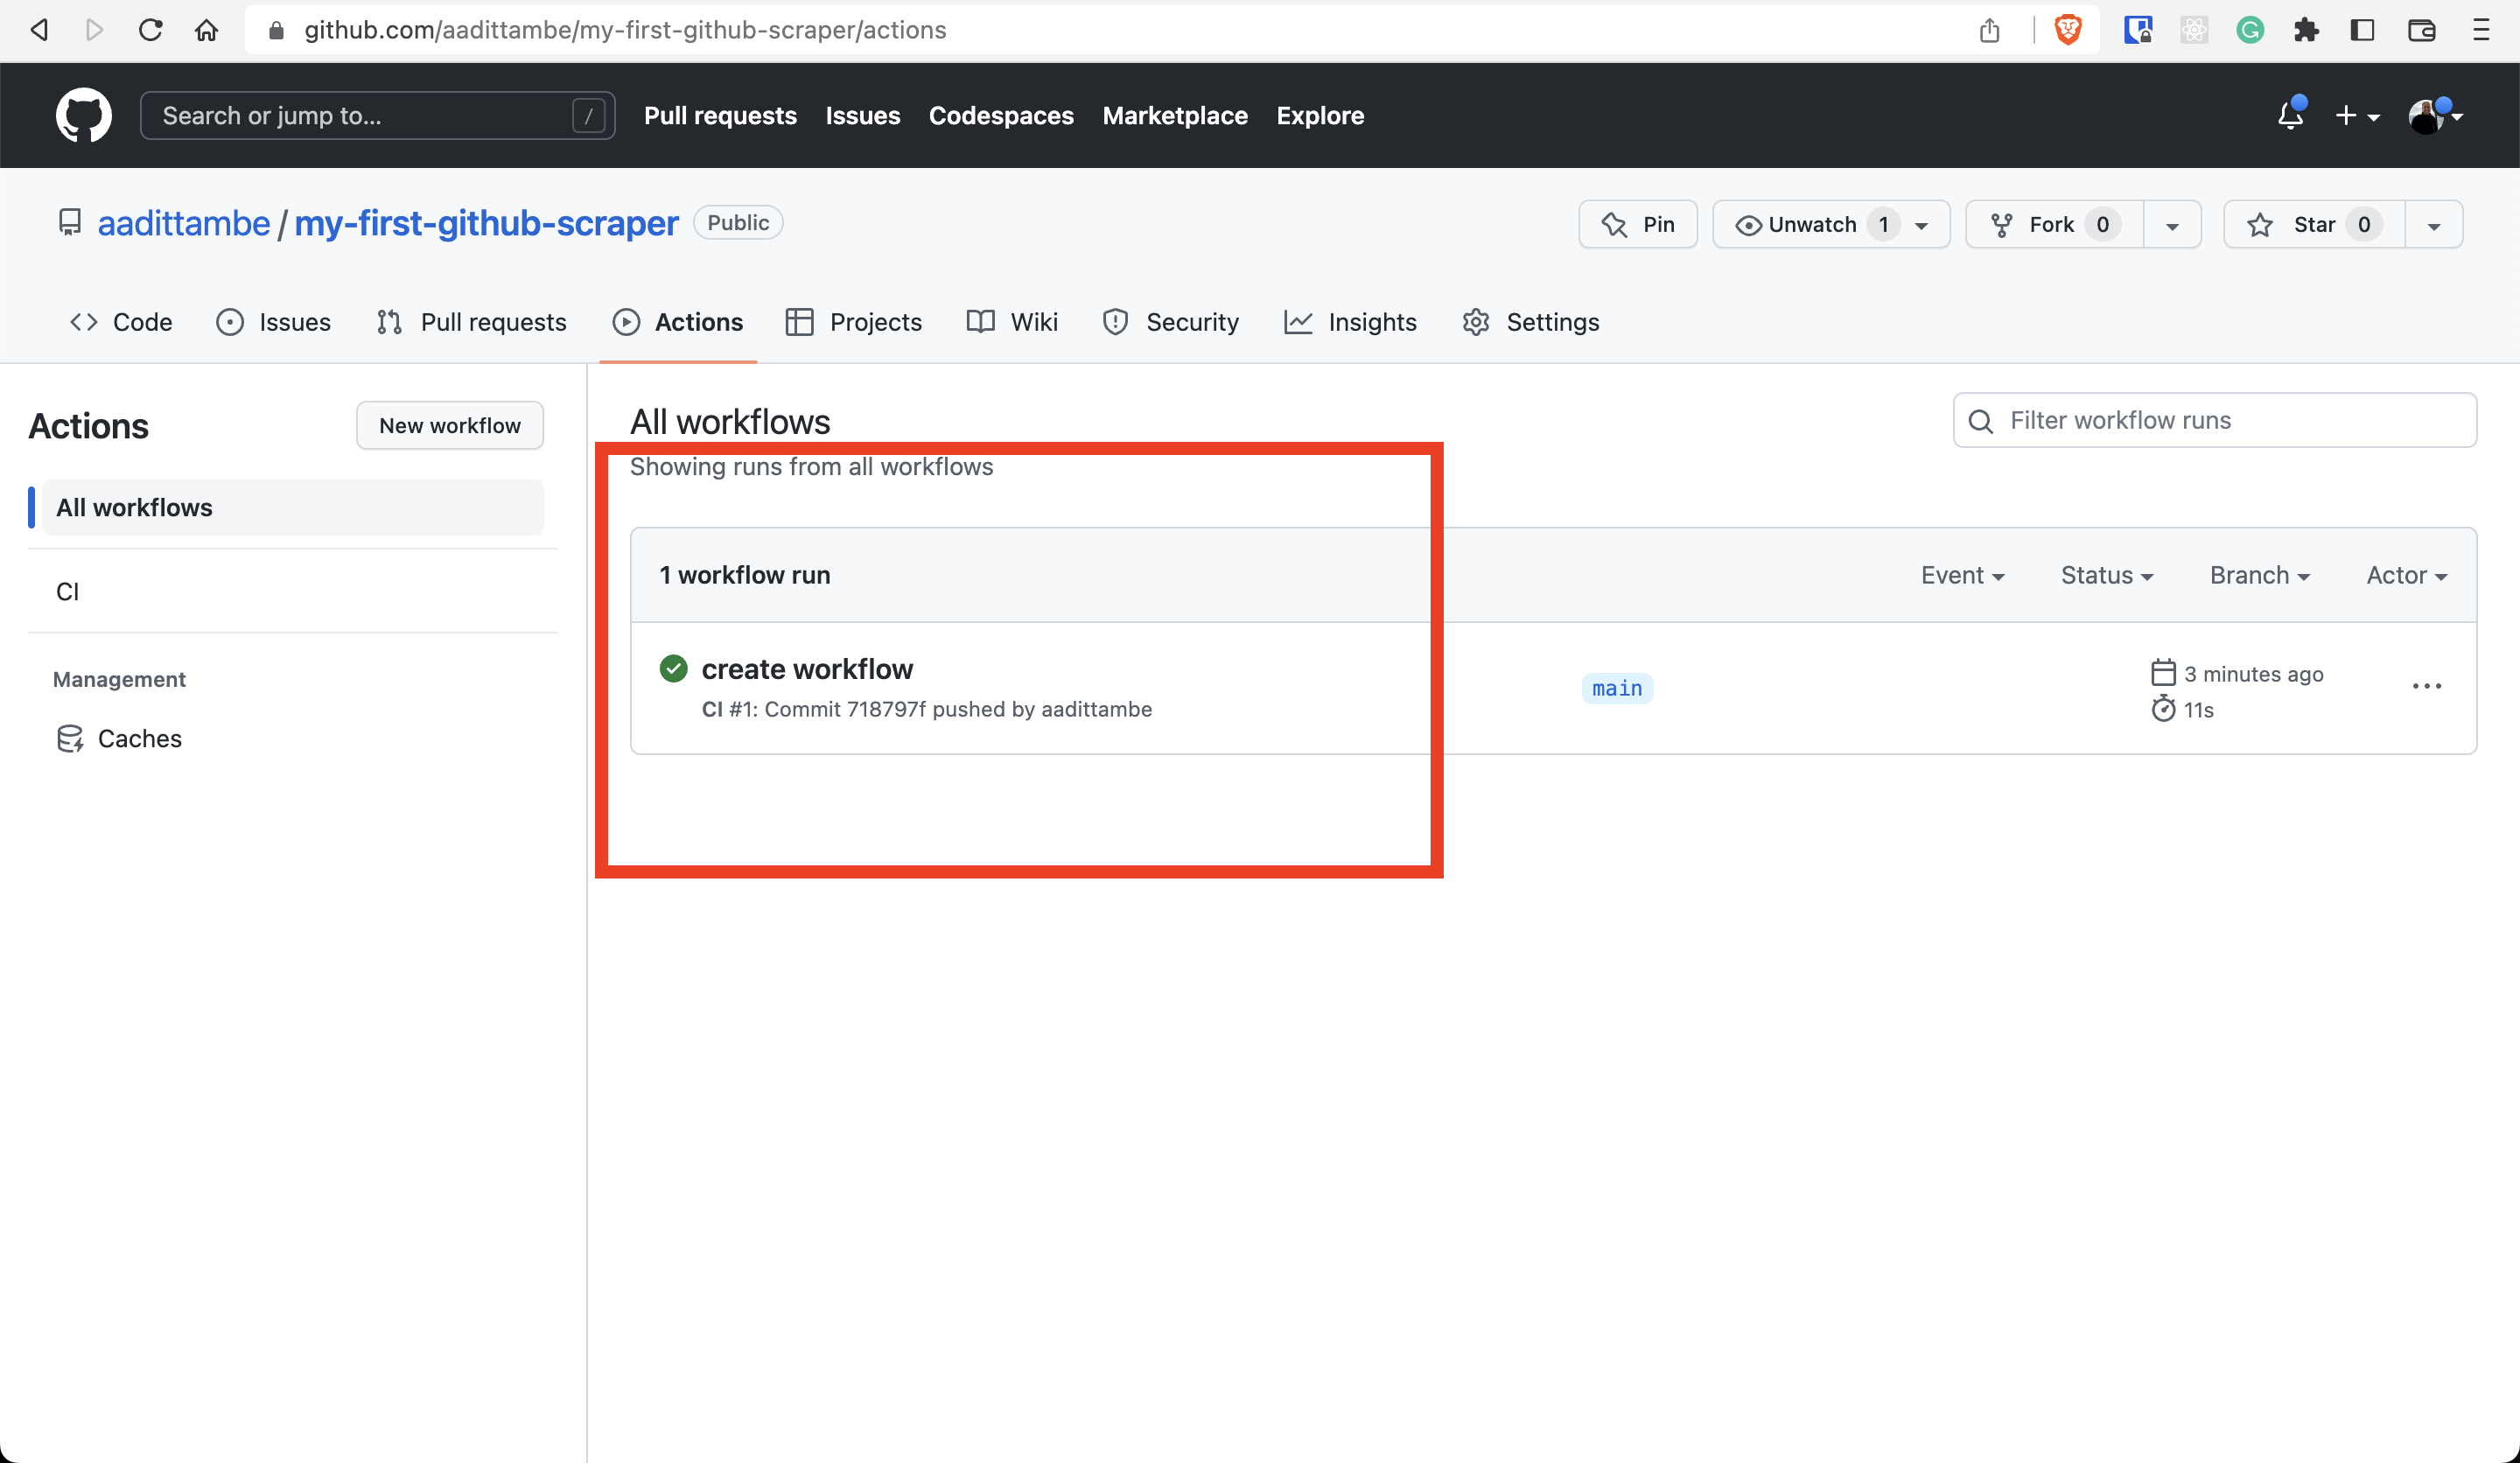 github.com/aadittambe/my-first-github-scraper/actions
Search or jump to... /
Pull requests Issues Codespaces Marketplace Explore
aadittambe / my-first-github-scraper Public
Pin Unwatch 1 Fork 0 Star 0
Code Issues Pull requests Actions Projects Wiki Security Insights Settings
Actions
New workflow
All workflows
CI
Management
Caches
All workflows
Showing runs from all workflows
Filter workflow runs
1 workflow run
Event Status Branch Actor
create workflow
CI #1: Commit 718797f pushed by aadittambe
main
3 minutes ago
11s